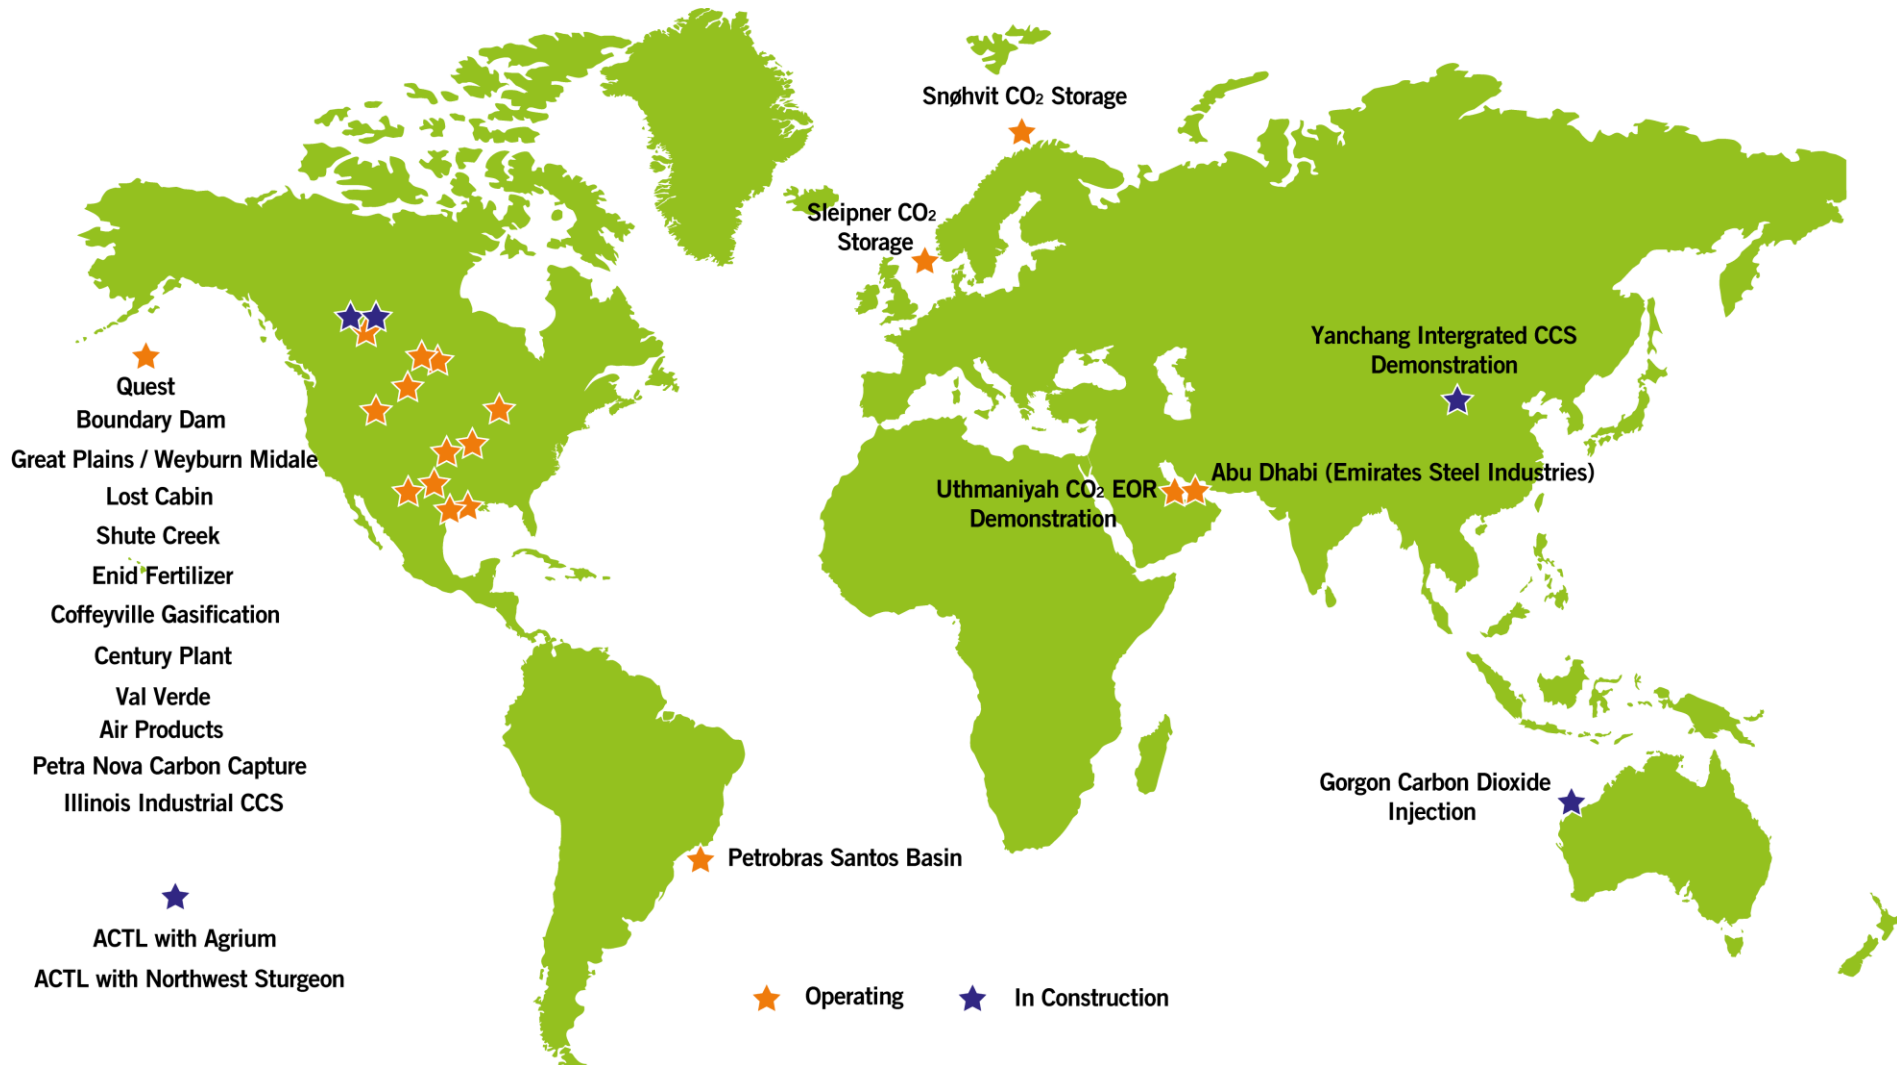 Snøhvit CO₂ Storage
Sleipner CO₂
Storage
Yanchang Intergrated CCS
Demonstration
Quest
Boundary Dam
Great Plains / Weyburn Midale
Lost Cabin
Shute Creek
Enid Fertilizer
Coffeyville Gasification
Century Plant
Val Verde
Air Products
Petra Nova Carbon Capture
Illinois Industrial CCS
Abu Dhabi (Emirates Steel Industries)
Uthmaniyah CO₂ EOR
Demonstration
Gorgon Carbon Dioxide
Injection
Petrobras Santos Basin
ACTL with Agrium
ACTL with Northwest Sturgeon
Operating
In Construction